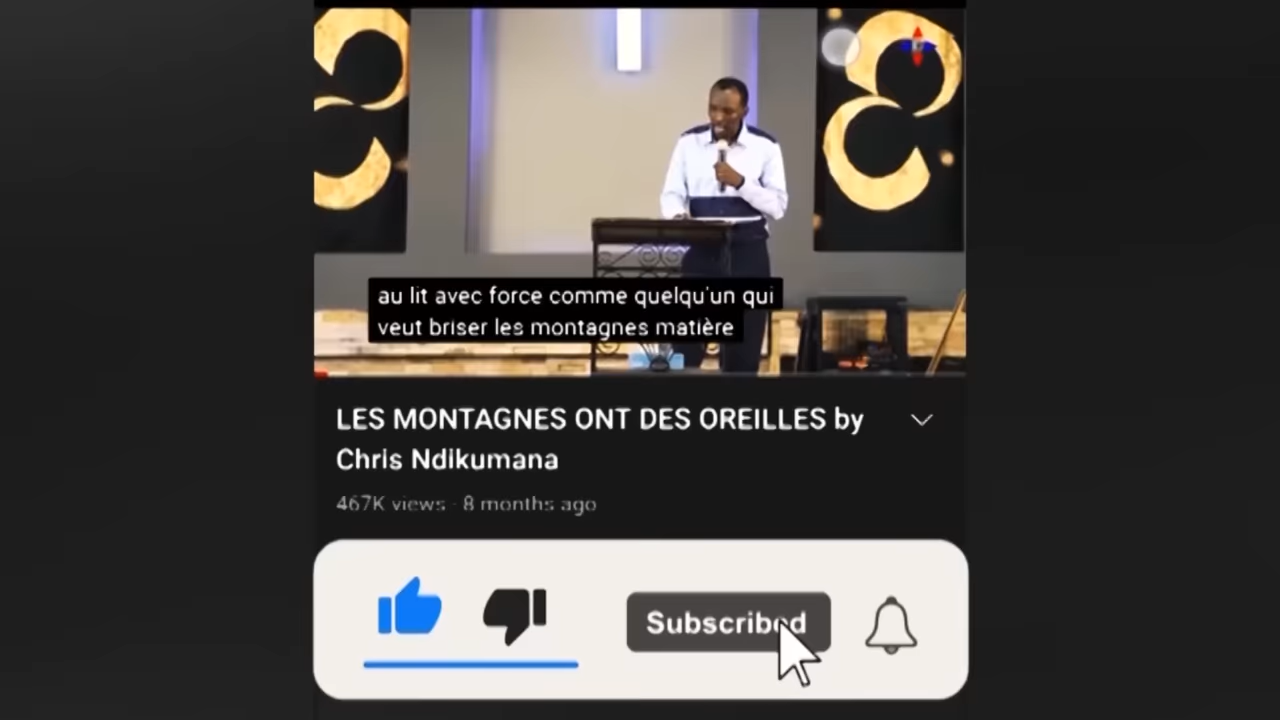 au lit avec force comme quelqu'un qui
veut briser les montagnes matière
LES MONTAGNES ONT DES OREILLES by
Chris Ndikumana
467K views · 8 months ago
Subscribed